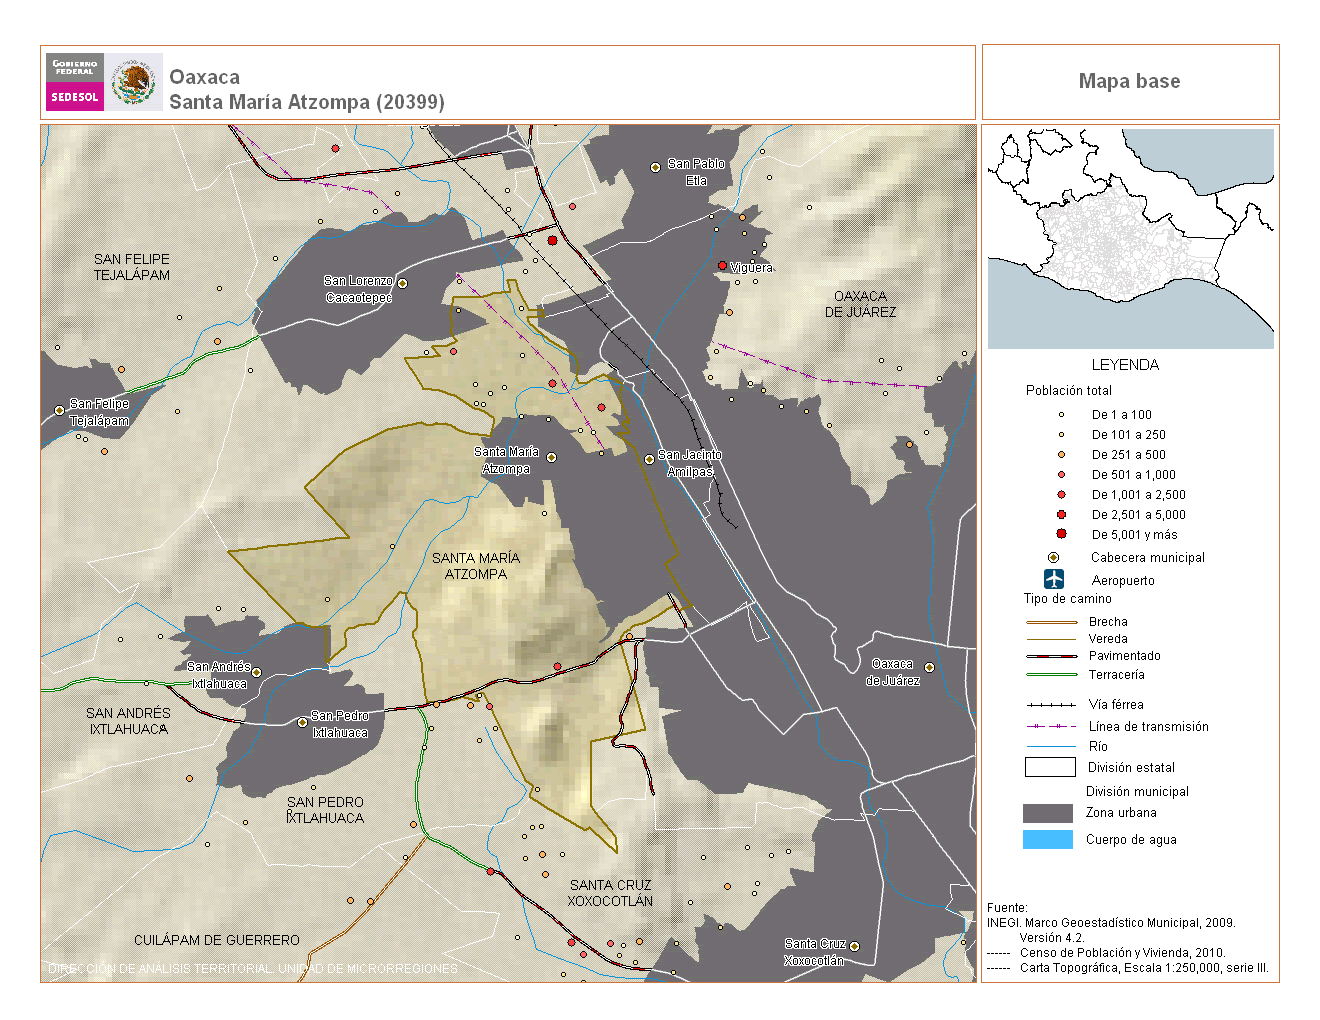 GOBIERNO
FEDERAL
SEDESOL
Oaxaca
Santa María Atzompa (20399)
Mapa base
San Pablo
Etla
SAN FELIPE
TEJALÁPAM
San Lorenzo
Cacaotepec
Viguera
OAXACA
DE JUÁREZ
San Felipe
Tejalápam
Santa María
Atzompa
San Jacinto
Amilpas
SANTA MARÍA
ATZOMPA
San Andrés
Ixtlahuaca
Oaxaca
de Juárez
SAN ANDRÉS
IXTLAHUACA
San Pedro
Ixtlahuaca
SAN PEDRO
IXTLAHUACA
SANTA CRUZ
XOXOCOTLÁN
CUILÁPAM DE GUERRERO
Santa Cruz
Xoxocotlán
DIRECCIÓN DE ANÁLISIS TERRITORIAL. UNIDAD DE MICRORREGIONES
LEYENDA
Población total
De 1 a 100
De 101 a 250
De 251 a 500
De 501 a 1,000
De 1,001 a 2,500
De 2,501 a 5,000
De 5,001 y más
Cabecera municipal
Aeropuerto
Tipo de camino
Brecha
Vereda
Pavimentado
Terracería
Vía férrea
Línea de transmisión
Río
División estatal
División municipal
Zona urbana
Cuerpo de agua
Fuente:
INEGI. Marco Geoestadístico Municipal, 2009.
Versión 4.2.
------ Censo de Población y Vivienda, 2010.
------ Carta Topográfica, Escala 1:250,000, serie III.